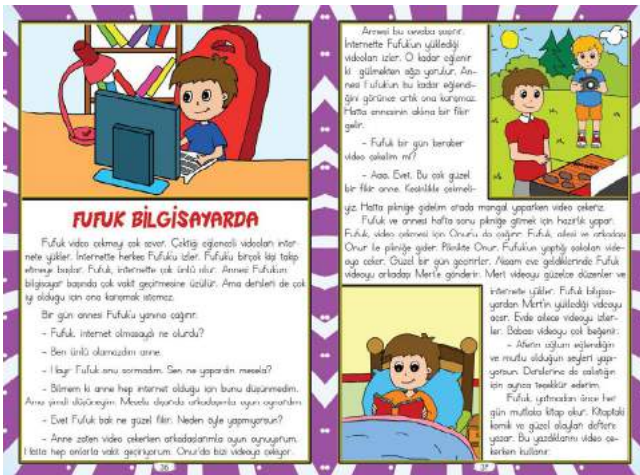 FUFUK BİLGİSAYARDA
Fufuk video çekmeyi çok sever. Çektiği eğlenceli videoları inter-
nete yükler. İnternette herkes Fufuk'u izler. Fufuk'u birçok kişi takip
etmeye başlar. Fufuk, internette çok ünlü olur. Annesi Fufuk'un
bilgisayar başında çok vakit geçirmesine üzülür. Ama dersleri de çok
iyi olduğu için ona karışmak istemez.
Bir gün annesi Fufuk'u yanına çağırır.
- Fufuk, internet olmasaydı ne olurdu?
- Ben ünlü olamazdım anne.
- Hayır Fufuk onu sormadım. Sen ne yapardın mesela?
- Bilmem ki anne hep internet olduğu için bunu düşünmedim.
Ama şimdi düşüneyim. Mesela dışarıda arkadaşımla oyun oynardım.
- Evet Fufuk bak ne güzel fikir. Neden öyle yapmıyorsun?
- Anne zaten video çekerken arkadaşlarımla oyun oynuyorum.
Hatta hep onlarla vakit geçiriyorum. Onur'da bizi videoya çekiyor.
36
Annesi bu cevaba şaşırır.
İnternette Fufuk'un yüklediği
videoları izler. O kadar eğlenir
ki gülmekten ağzı yorulur. An-
nesi Fufuk'un bu kadar eğlendi-
ğini görünce artık ona karışmaz.
Hatta annesinin aklına bir fikir
gelir.
- Fufuk bir gün beraber
video çekelim mi?
- Aaa. Evet. Bu çok güzel
bir fikir anne. Kesinlikle çekmeli-
yiz. Hatta pikniğe gidelim orada mangal yaparken video çekeriz.
Fufuk ve annesi hafta sonu pikniğe gitmek için hazırlık yapar.
Fufuk, video çekmesi için Onur'u da çağırır. Fufuk, ailesi ve arkadaşı
Onur ile pikniğe gider. Piknikte Onur, Fufuk'un yaptığı şakaları vide-
oya çeker. Güzel bir gün geçirirler. Akşam eve geldiklerinde Fufuk
videoyu arkadaşı Mert'e gönderir. Mert videoyu güzelce düzenler ve
internete yükler. Fufuk bilgisa-
yardan Mert'in yüklediği videoyu
açar. Evde ailece videoyu izler-
ler. Babası videoyu çok beğenir.
- Aferin oğlum eğlendiğin
ve mutlu olduğun şeyleri yapı-
yorsun. Derslerine de çalıştığın
için ayrıca teşekkür ederim.
Fufuk, yatmadan önce her
gün mutlaka kitap okur. Kitaptaki
komik ve güzel olayları deftere
yazar. Bu yazdıklarını video çe-
kerken kullanır.
37